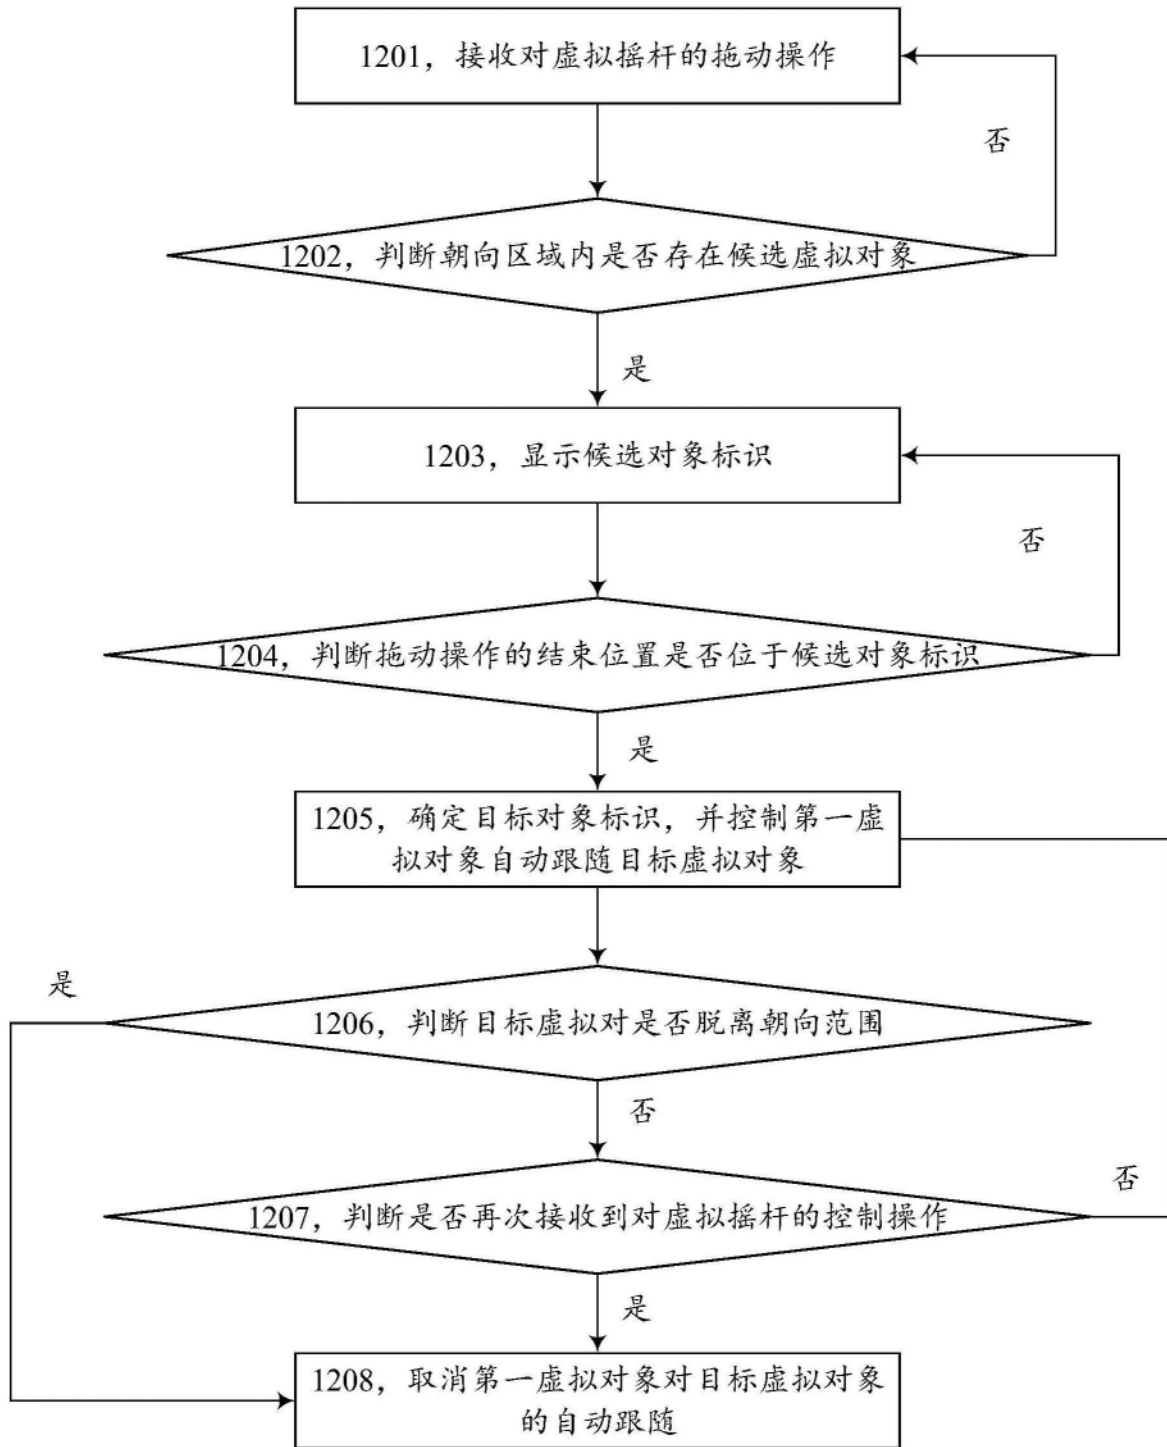 1201，接收对虚拟摇杆的拖动操作
否
1202，判断朝向区域内是否存在候选虚拟对象
是
1203，显示候选对象标识
否
1204，判断拖动操作的结束位置是否位于候选对象标识
是
1205，确定目标对象标识，并控制第一虚
拟对象自动跟随目标虚拟对象
是
1206，判断目标虚拟对是否脱离朝向范围
否
1207，判断是否再次接收到对虚拟摇杆的控制操作
否
是
1208，取消第一虚拟对象对目标虚拟对象
的自动跟随